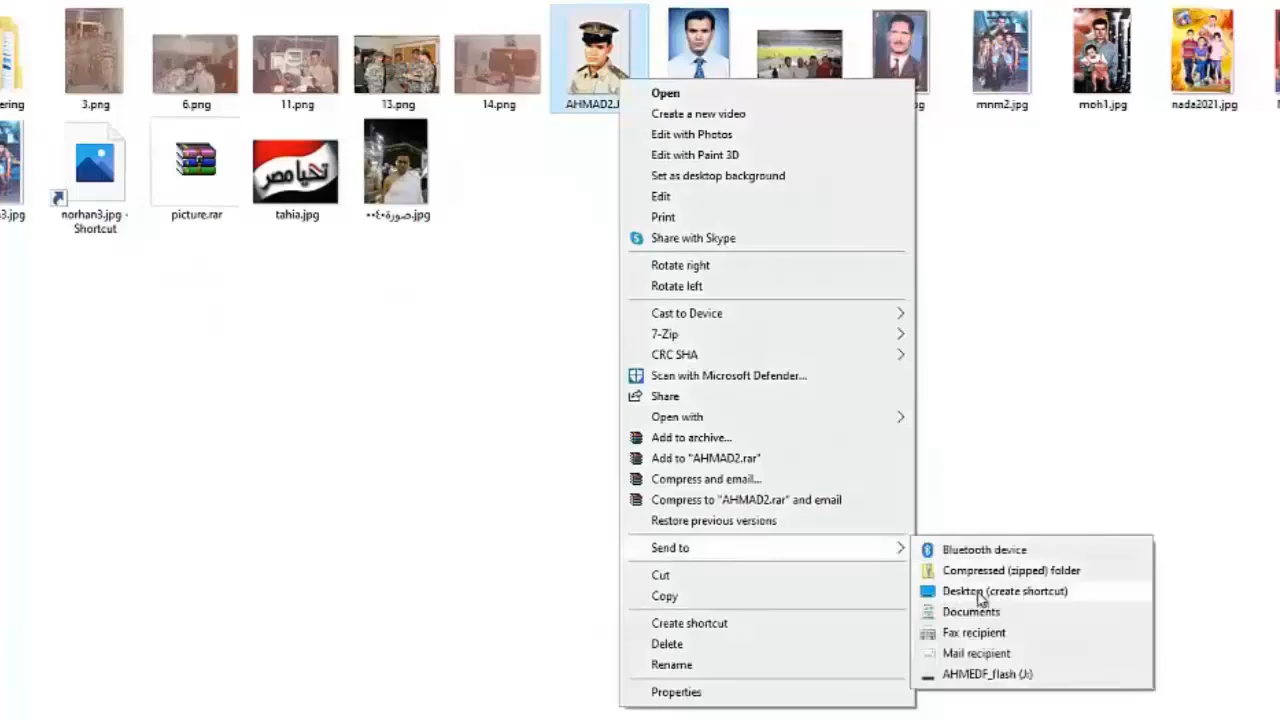 ering
3.png
6.png
11.png
13.png
14.png
AHMAD2.
mnm2.jpg
moh1.jpg
nada2021.jpg
3.jpg
norhan3.jpg -
Shortcut
picture.rar
تحيا مصر
tahia.jpg
صورة٠٠٤٠.jpg
Open
Create a new video
Edit with Photos
Edit with Paint 3D
Set as desktop background
Edit
Print
Share with Skype
Rotate right
Rotate left
Cast to Device
7-Zip
CRC SHA
Scan with Microsoft Defender...
Share
Open with
Add to archive...
Add to "AHMAD2.rar"
Compress and email...
Compress to "AHMAD2.rar" and email
Restore previous versions
Send to
Cut
Copy
Create shortcut
Delete
Rename
Properties
Bluetooth device
Compressed (zipped) folder
Desktop (create shortcut)
Documents
Fax recipient
Mail recipient
AHMEDF_flash (J:)